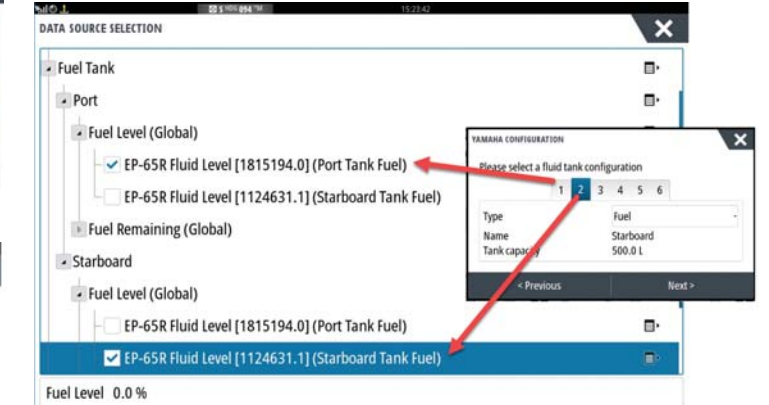 S HDG 094 °M
15:23:42
DATA SOURCE SELECTION
Fuel Tank
Port
Fuel Level (Global)
EP-65R Fluid Level [1815194.0] (Port Tank Fuel)
EP-65R Fluid Level [1124631.1] (Starboard Tank Fuel)
Fuel Remaining (Global)
Starboard
Fuel Level (Global)
EP-65R Fluid Level [1815194.0] (Port Tank Fuel)
EP-65R Fluid Level [1124631.1] (Starboard Tank Fuel)
Fuel Level 0.0 %
YAMAHA CONFIGURATION
Please select a fluid tank configuration
1 2 3 4 5 6
Type Fuel
Name Starboard
Tank capacity 500.0 L
< Previous Next >